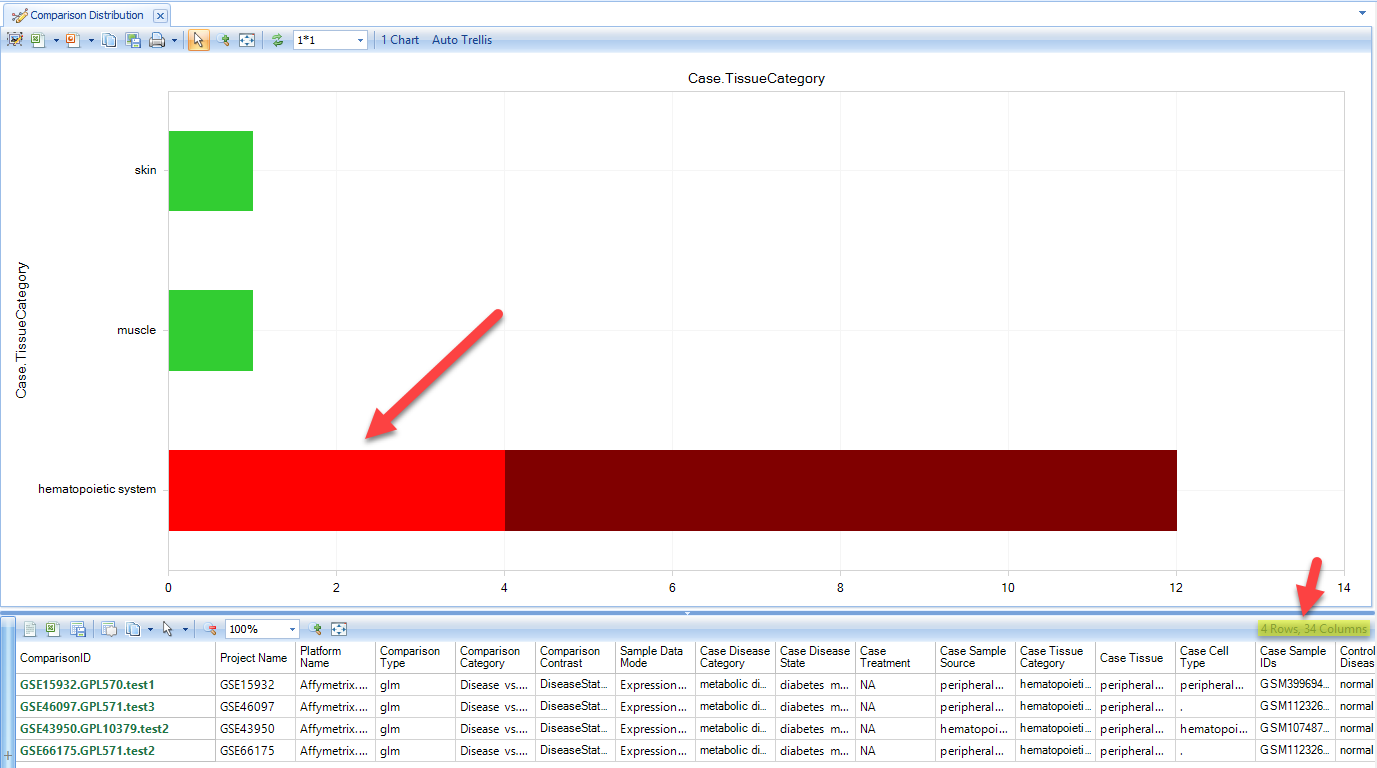 Comparison Distribution
1*1
1 Chart Auto Trellis
Case.TissueCategory
Case.TissueCategory
skin
muscle
hematopoietic system
0 2 4 6 8 10 12 14
100%
4 Rows, 34 Columns
ComparisonID Project Name Platform Name Comparison Type Comparison Category Comparison Contrast Sample Data Mode Case Disease Category Case Disease State Case Treatment Case Sample Source Case Tissue Category Case Tissue Case Cell Type Case Sample IDs Control Diseas
GSE15932.GPL570.test1 GSE15932 Affymetrix.... glm Disease vs.... DiseaseStat... Expression... metabolic di... diabetes m... NA peripheral... hematopoieti... peripheral... peripheral... GSM399694... normal
GSE46097.GPL571.test3 GSE46097 Affymetrix.... glm Disease vs.... DiseaseStat... Expression... metabolic di... diabetes m... NA peripheral... hematopoieti... peripheral... . GSM112326... normal
GSE43950.GPL10379.test2 GSE43950 Affymetrix.... glm Disease vs.... DiseaseStat... Expression... metabolic di... diabetes m... NA hematopoi... hematopoieti... peripheral... hematopoi... GSM107487... normal
GSE66175.GPL571.test2 GSE66175 Affymetrix.... glm Disease vs.... DiseaseStat... Expression... metabolic di... diabetes m... NA peripheral... hematopoieti... peripheral... . GSM112326... normal